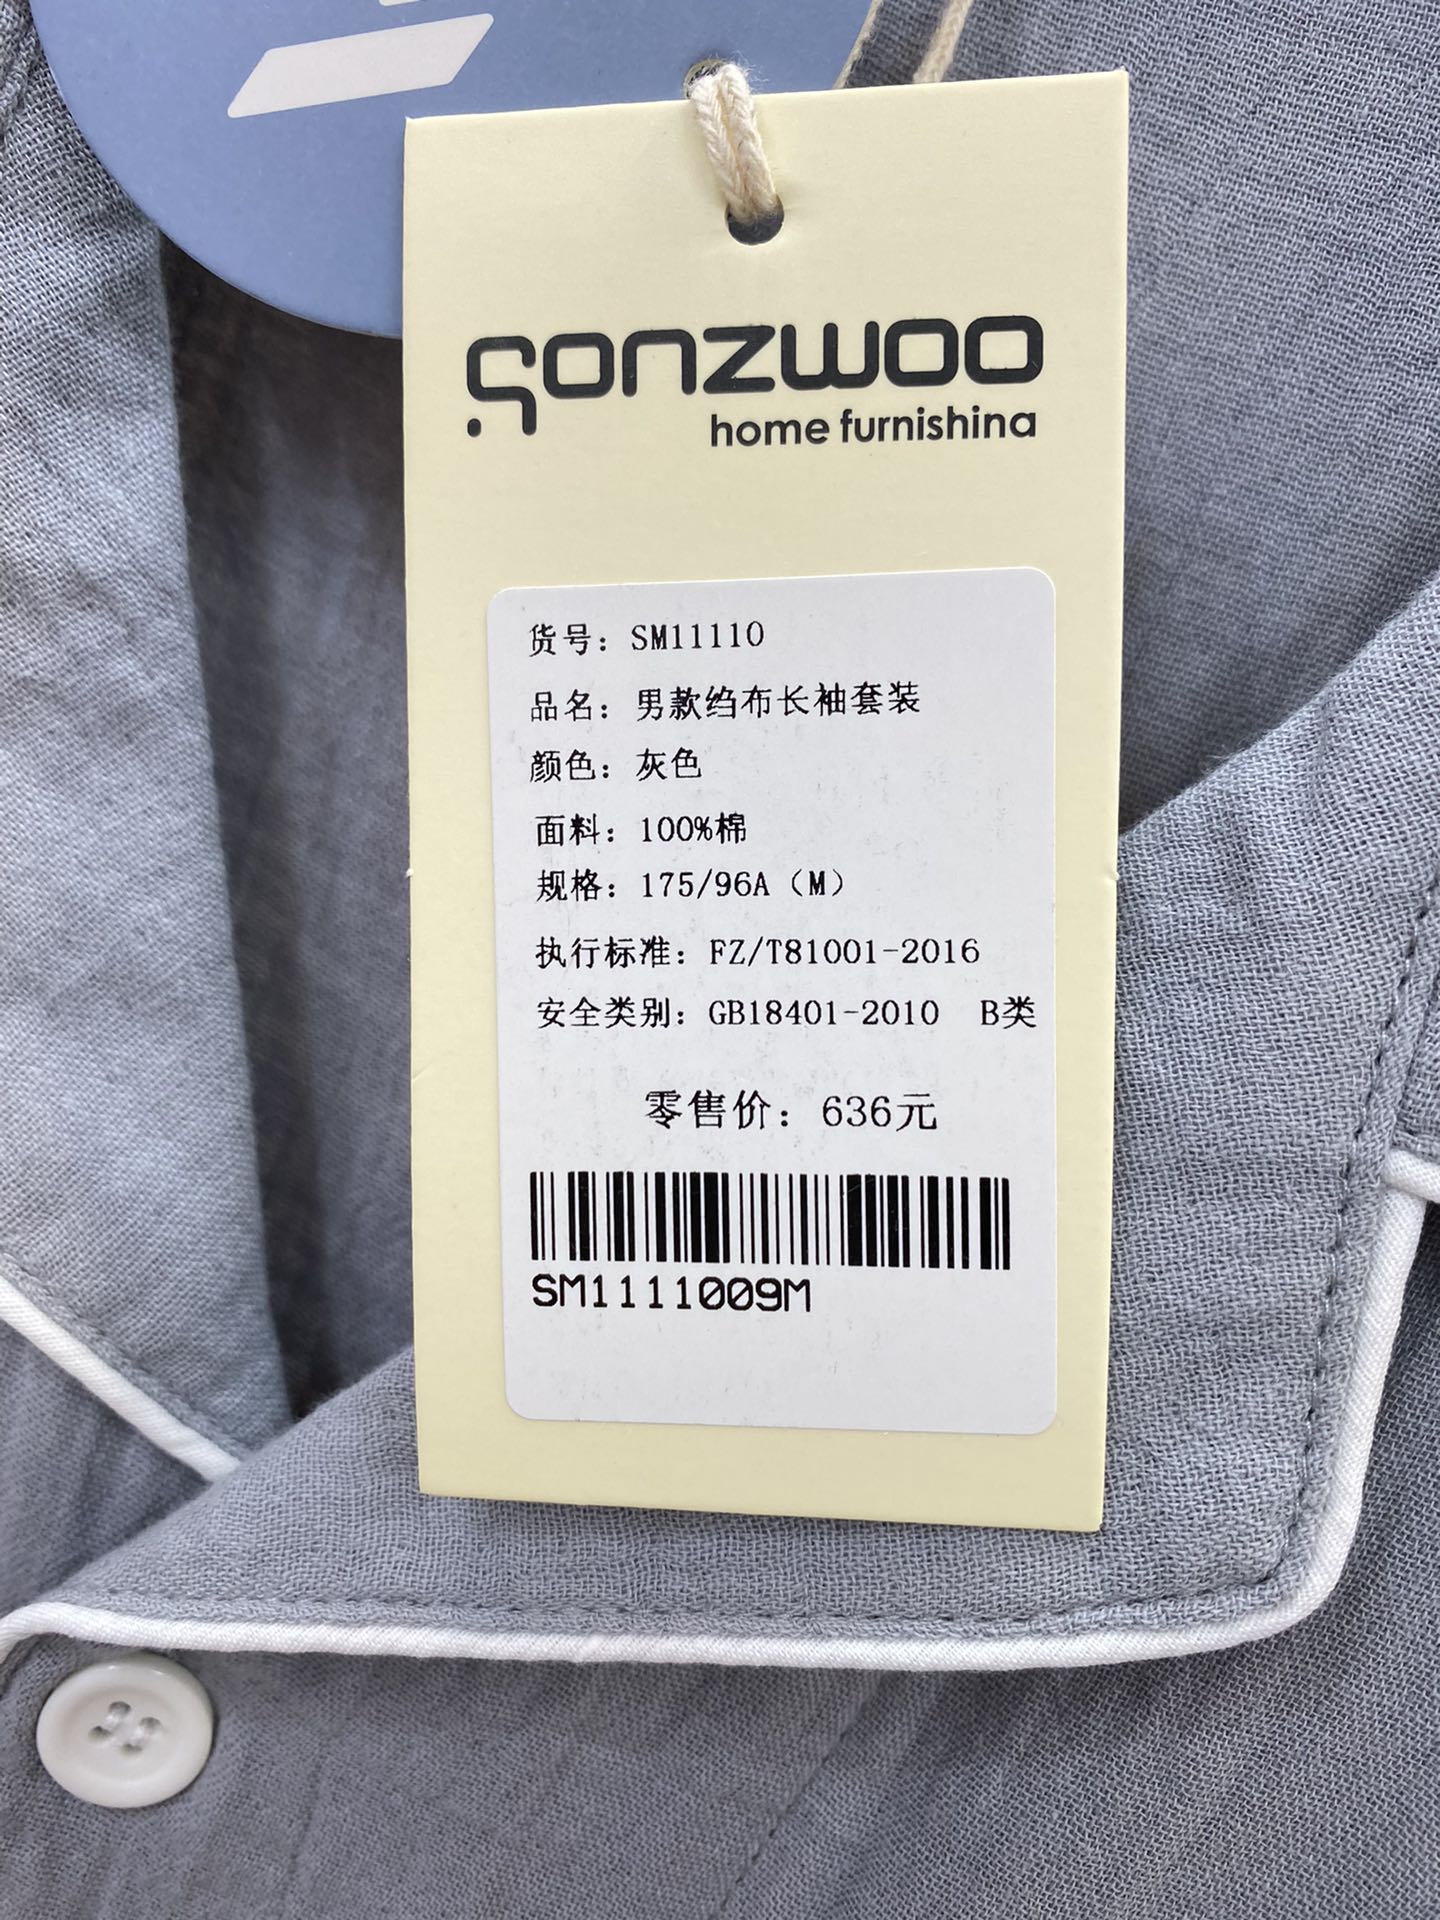 gonzwoo
home furnishina
货号：SM11110
品名：男款绉布长袖套装
颜色：灰色
面料：100%棉
规格：175/96A（M）
执行标准：FZ/T81001-2016
安全类别：GB18401-2010 B类
零售价：636元
SM1111009M